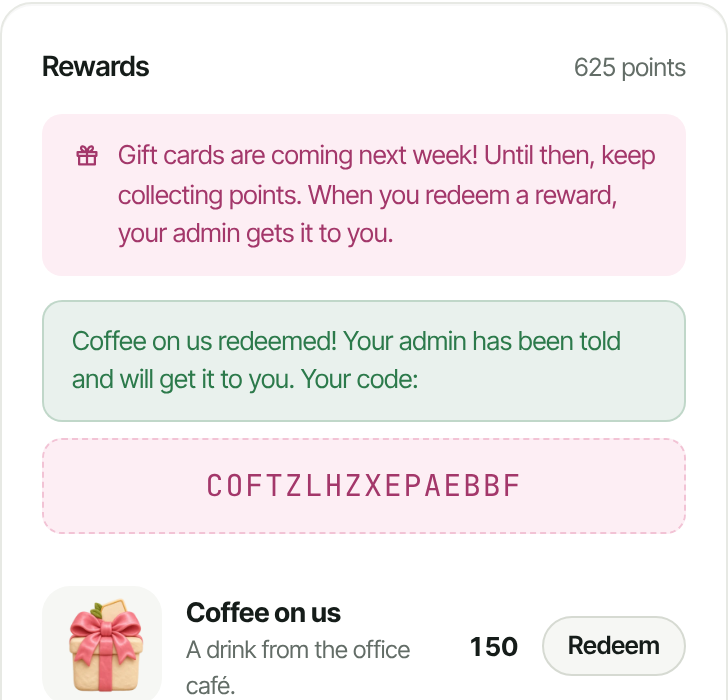 Rewards
625 points
Gift cards are coming next week! Until then, keep
collecting points. When you redeem a reward,
your admin gets it to you.
Coffee on us redeemed! Your admin has been told
and will get it to you. Your code:
COFTZLHZXEPAEBBF
Coffee on us
A drink from the office
café.
150
Redeem